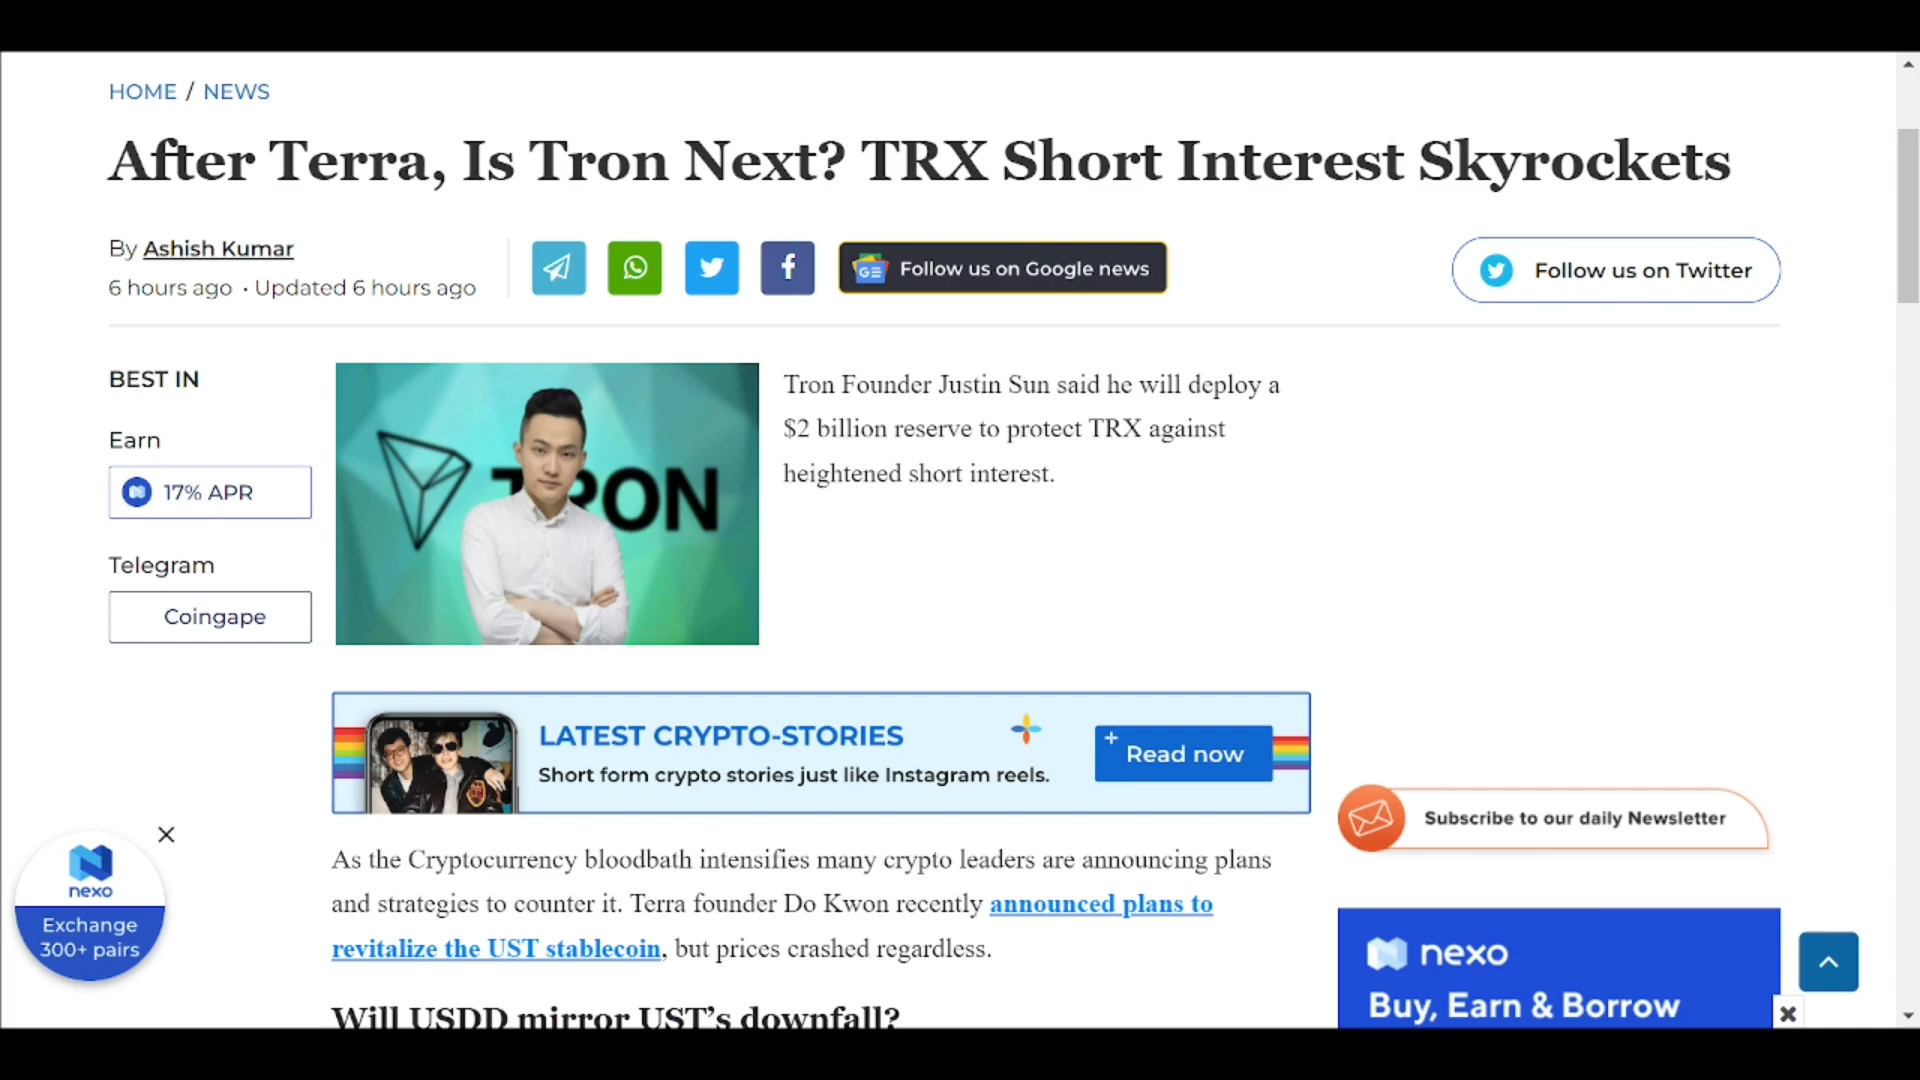 HOME / NEWS
After Terra, Is Tron Next? TRX Short Interest Skyrockets
By Ashish Kumar
6 hours ago · Updated 6 hours ago
GE Follow us on Google news
Follow us on Twitter
BEST IN
Earn
17% APR
Telegram
Coingape
TRON
Tron Founder Justin Sun said he will deploy a
$2 billion reserve to protect TRX against
heightened short interest.
LATEST CRYPTO-STORIES
Short form crypto stories just like Instagram reels.
Read now
Subscribe to our daily Newsletter
As the Cryptocurrency bloodbath intensifies many crypto leaders are announcing plans
and strategies to counter it. Terra founder Do Kwon recently announced plans to
revitalize the UST stablecoin, but prices crashed regardless.
Will USDD mirror UST's downfall?
nexo
Exchange
300+ pairs
nexo
Buy, Earn & Borrow